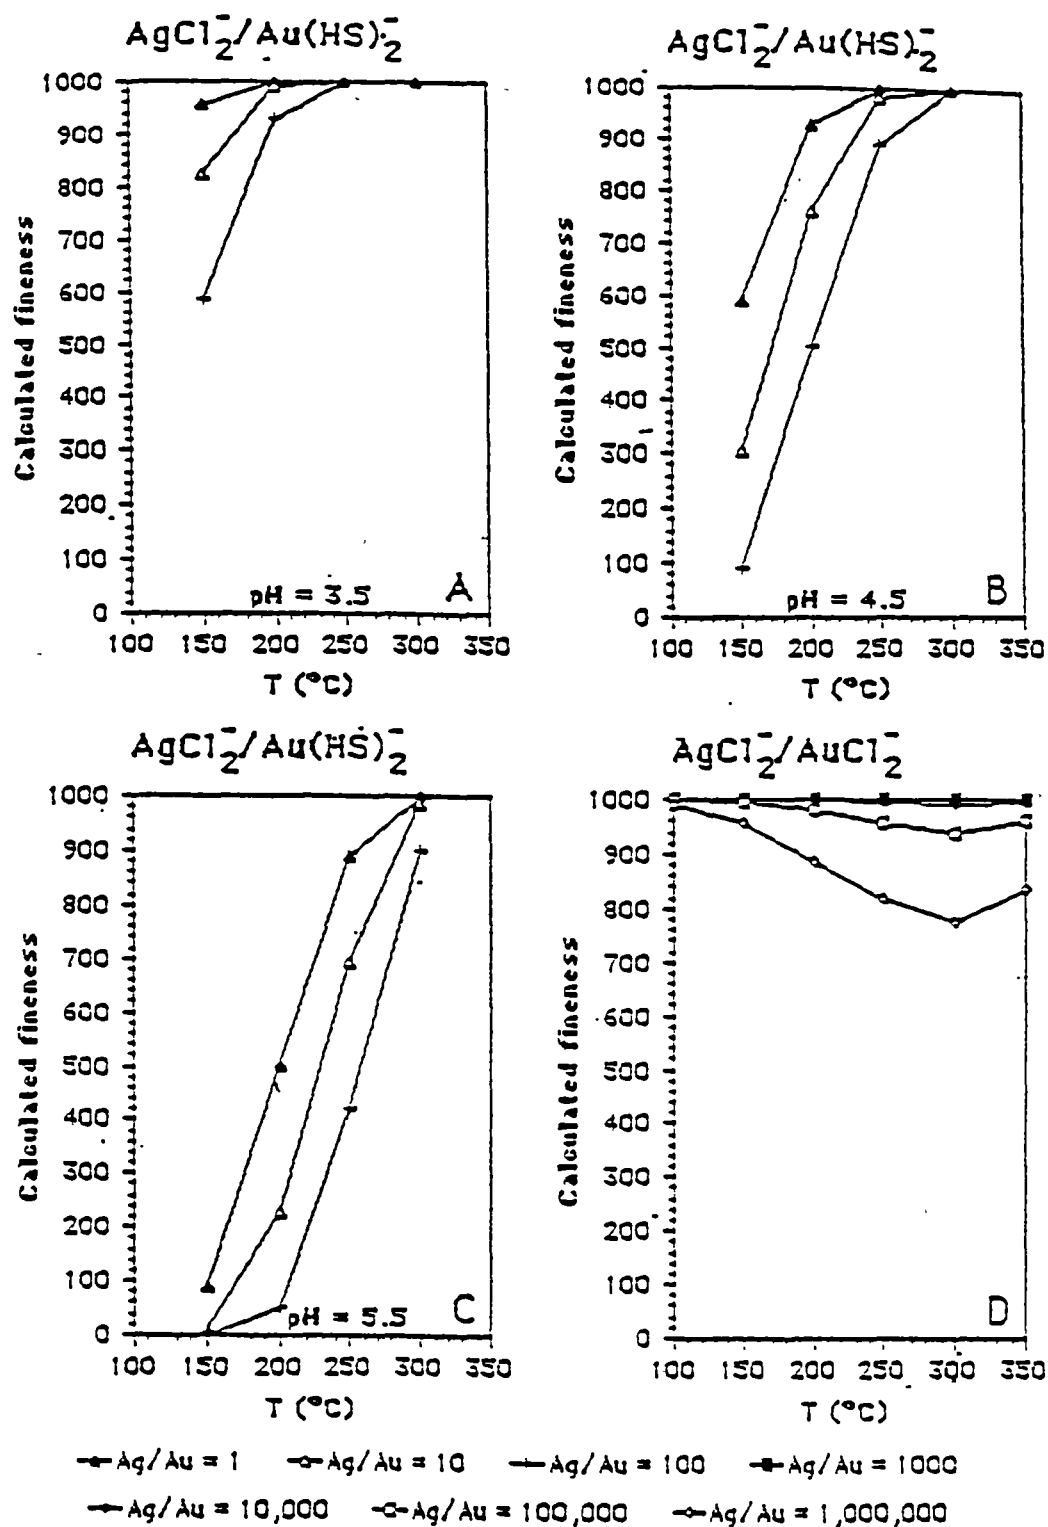 AgCl₂⁻/Au(HS)₂⁻
Calculated fineness
1000
900
800
700
600
500
400
300
200
100
0
pH = 3.5
A
100 150 200 250 300 350
T (°C)
AgCl₂⁻/Au(HS)₂⁻
Calculated fineness
1000
900
800
700
600
500
400
300
200
100
0
pH = 4.5
B
100 150 200 250 300 350
T (°C)
AgCl₂⁻/Au(HS)₂⁻
Calculated fineness
1000
900
800
700
600
500
400
300
200
100
0
pH = 5.5
C
100 150 200 250 300 350
T (°C)
AgCl₂⁻/AuCl₂⁻
Calculated fineness
1000
900
800
700
600
500
400
300
200
100
0
D
100 150 200 250 300 350
T (°C)
Ag/Au = 1 Ag/Au = 10 Ag/Au = 100 Ag/Au = 1000
Ag/Au = 10,000 Ag/Au = 100,000 Ag/Au = 1,000,000